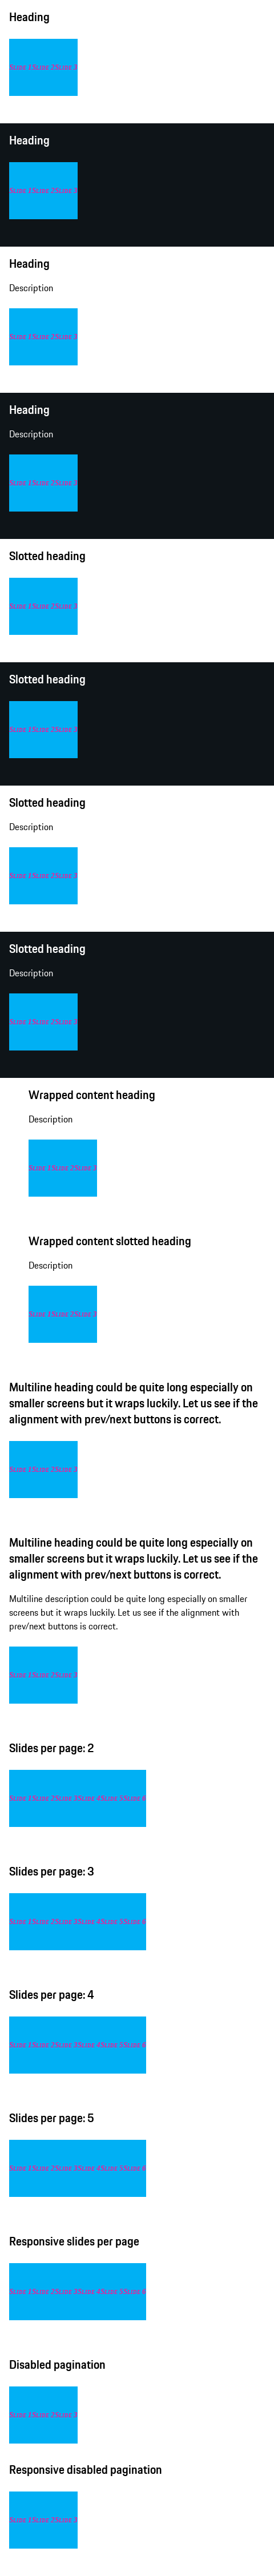 Heading
Slide 1Slide 2Slide 3
Heading
Slide 1Slide 2Slide 3
Heading
Description
Slide 1Slide 2Slide 3
Heading
Description
Slide 1Slide 2Slide 3
Slotted heading
Slide 1Slide 2Slide 3
Slotted heading
Slide 1Slide 2Slide 3
Slotted heading
Description
Slide 1Slide 2Slide 3
Slotted heading
Description
Slide 1Slide 2Slide 3
Wrapped content heading
Description
Slide 1Slide 2Slide 3
Wrapped content slotted heading
Description
Slide 1Slide 2Slide 3
Multiline heading could be quite long especially on
smaller screens but it wraps luckily. Let us see if the
alignment with prev/next buttons is correct.
Slide 1Slide 2Slide 3
Multiline heading could be quite long especially on
smaller screens but it wraps luckily. Let us see if the
alignment with prev/next buttons is correct.
Multiline description could be quite long especially on smaller
screens but it wraps luckily. Let us see if the alignment with
prev/next buttons is correct.
Slide 1Slide 2Slide 3
Slides per page: 2
Slide 1Slide 2Slide 3Slide 4Slide 5Slide 6
Slides per page: 3
Slide 1Slide 2Slide 3Slide 4Slide 5Slide 6
Slides per page: 4
Slide 1Slide 2Slide 3Slide 4Slide 5Slide 6
Slides per page: 5
Slide 1Slide 2Slide 3Slide 4Slide 5Slide 6
Responsive slides per page
Slide 1Slide 2Slide 3Slide 4Slide 5Slide 6
Disabled pagination
Slide 1Slide 2Slide 3
Responsive disabled pagination
Slide 1Slide 2Slide 3